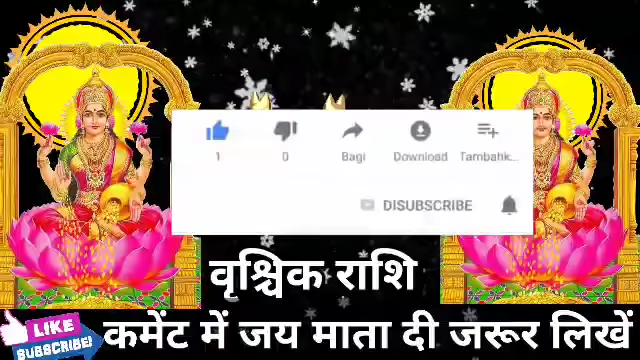 1 0 Bagi Download Tambahk...
DISUBSCRIBE
वृश्चिक राशि
LIKE
SUBSCRIBE!
कमेंट में जय माता दी जरूर लिखें